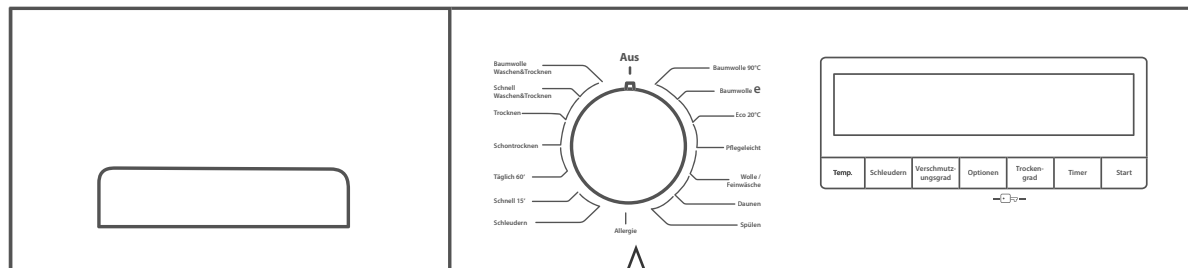 Aus
Baumwolle
Waschen&Trocknen
Schnell
Waschen&Trocknen
Trocknen
Schontrocknen
Täglich 60'
Schnell 15'
Schleudern
Allergie
Baumwolle 90°C
Baumwolle e
Eco 20°C
Pflegeleicht
Wolle /
Feinwäsche
Daunen
Spülen
Temp.
Schleudern
Verschmutz-
ungsgrad
Optionen
Trocken-
grad
Timer
Start